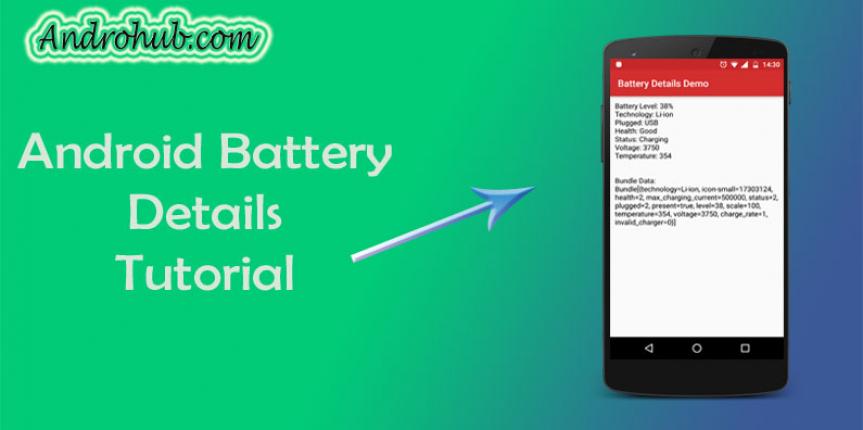 Androhub.com
Android Battery
Details
Tutorial
14:30
Battery Details Demo
Battery Level: 38%
Technology: Li-ion
Plugged: USB
Health: Good
Status: Charging
Voltage: 3750
Temperature: 354
Bundle Data:
Bundle[{technology=Li-ion, icon-small=17303124,
health=2, max_charging_current=500000, status=2,
plugged=2, present=true, level=38, scale=100,
temperature=354, voltage=3750, charge_rate=1,
invalid_charger=0}]